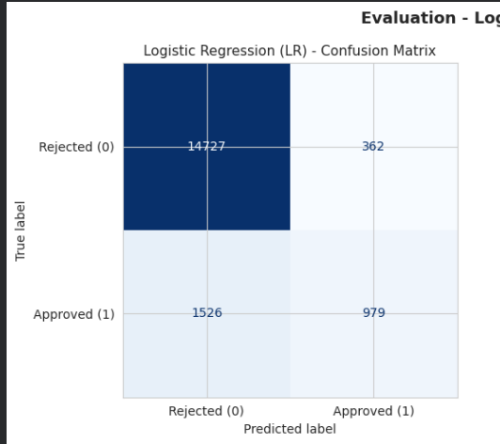 Evaluation - Log
Logistic Regression (LR) - Confusion Matrix
Rejected (0)
14727
362
True label
Approved (1)
1526
979
Rejected (0)
Approved (1)
Predicted label